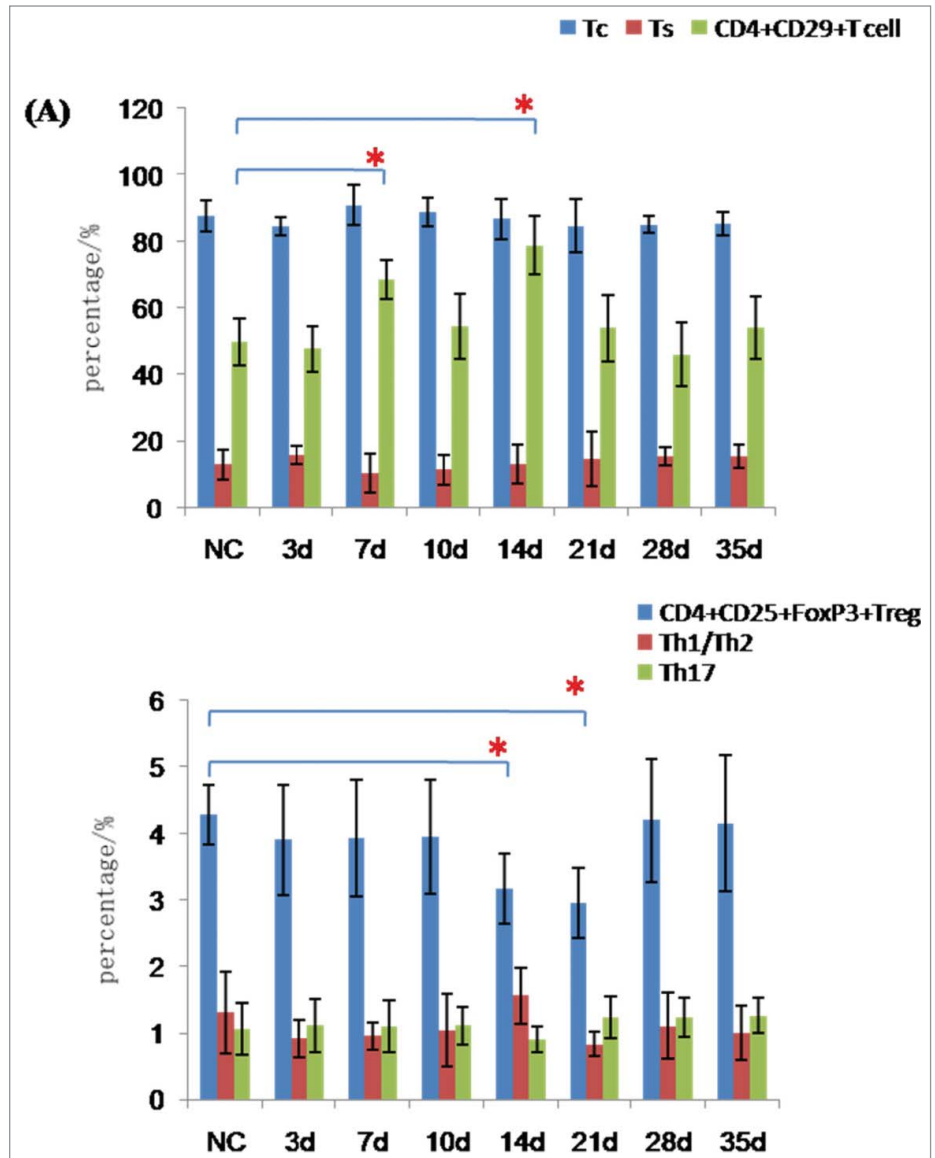 Tc Ts CD4+CD29+Tcell
(A)
percentage/%
120
100
80
60
40
20
0
* *
NC 3d 7d 10d 14d 21d 28d 35d
CD4+CD25+FoxP3+Treg
Th1/Th2
Th17
percentage/%
6
5
4
3
2
1
0
* *
NC 3d 7d 10d 14d 21d 28d 35d